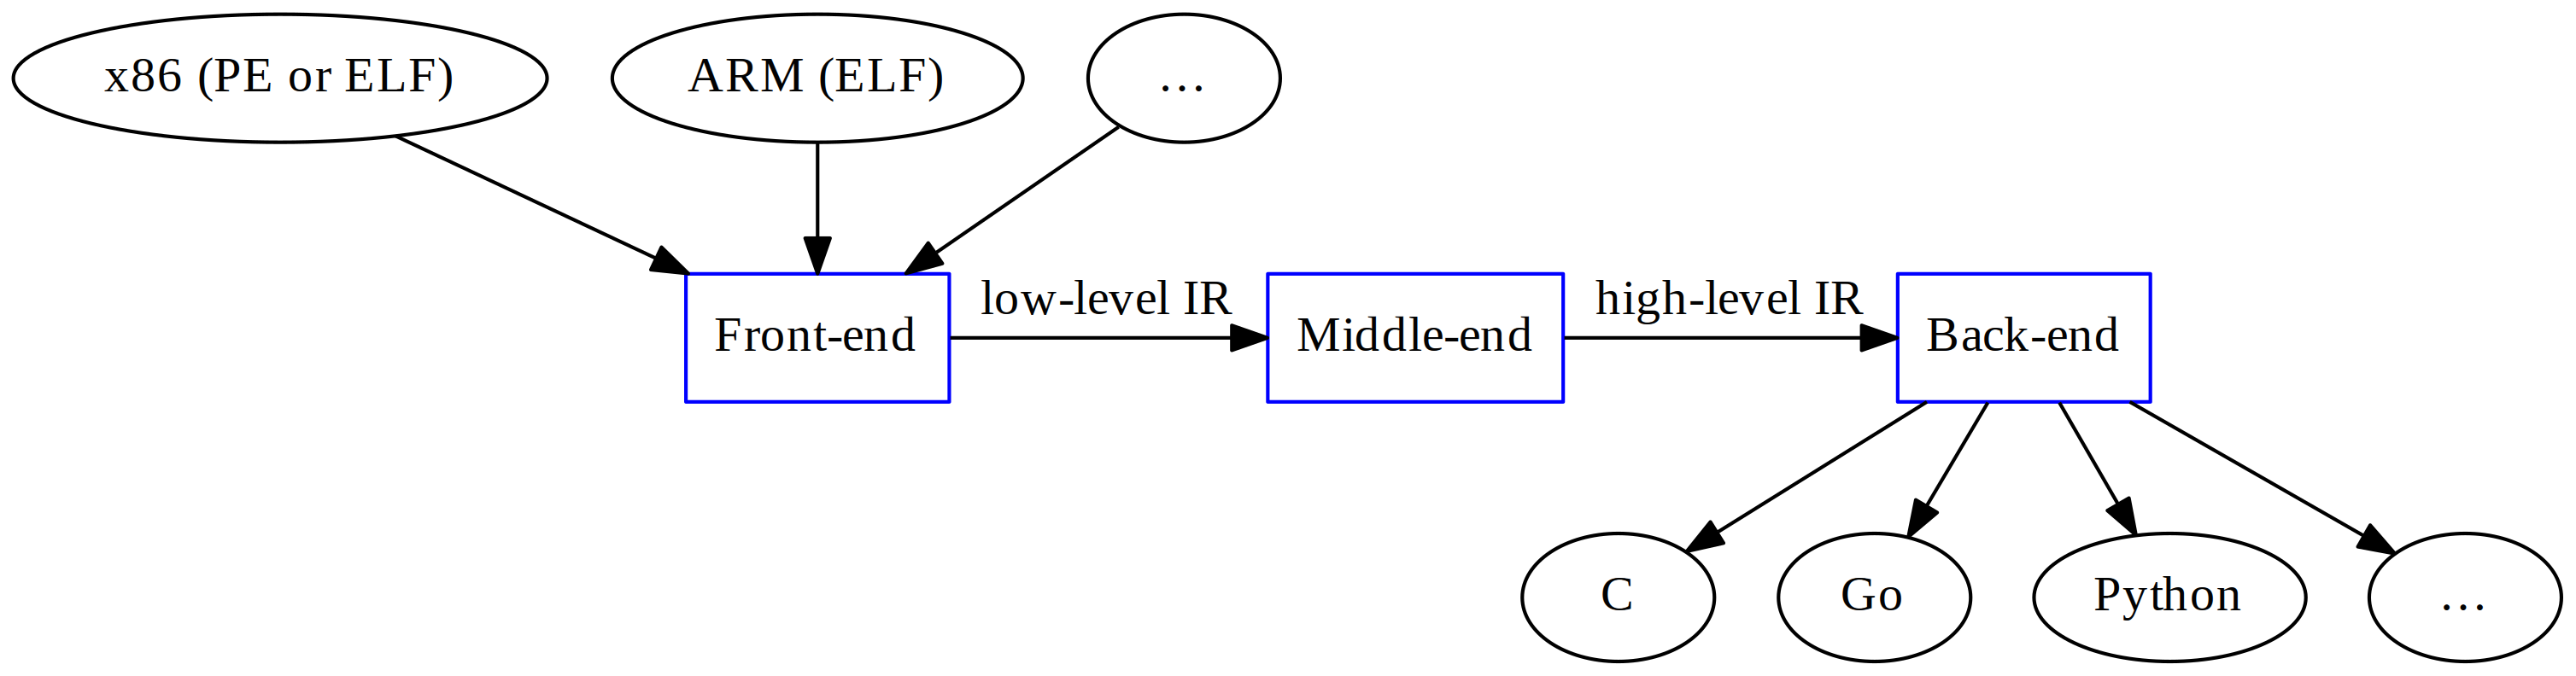 x86 (PE or ELF)
ARM (ELF)
...
low-level IR
high-level IR
Front-end
Middle-end
Back-end
C
Go
Python
...